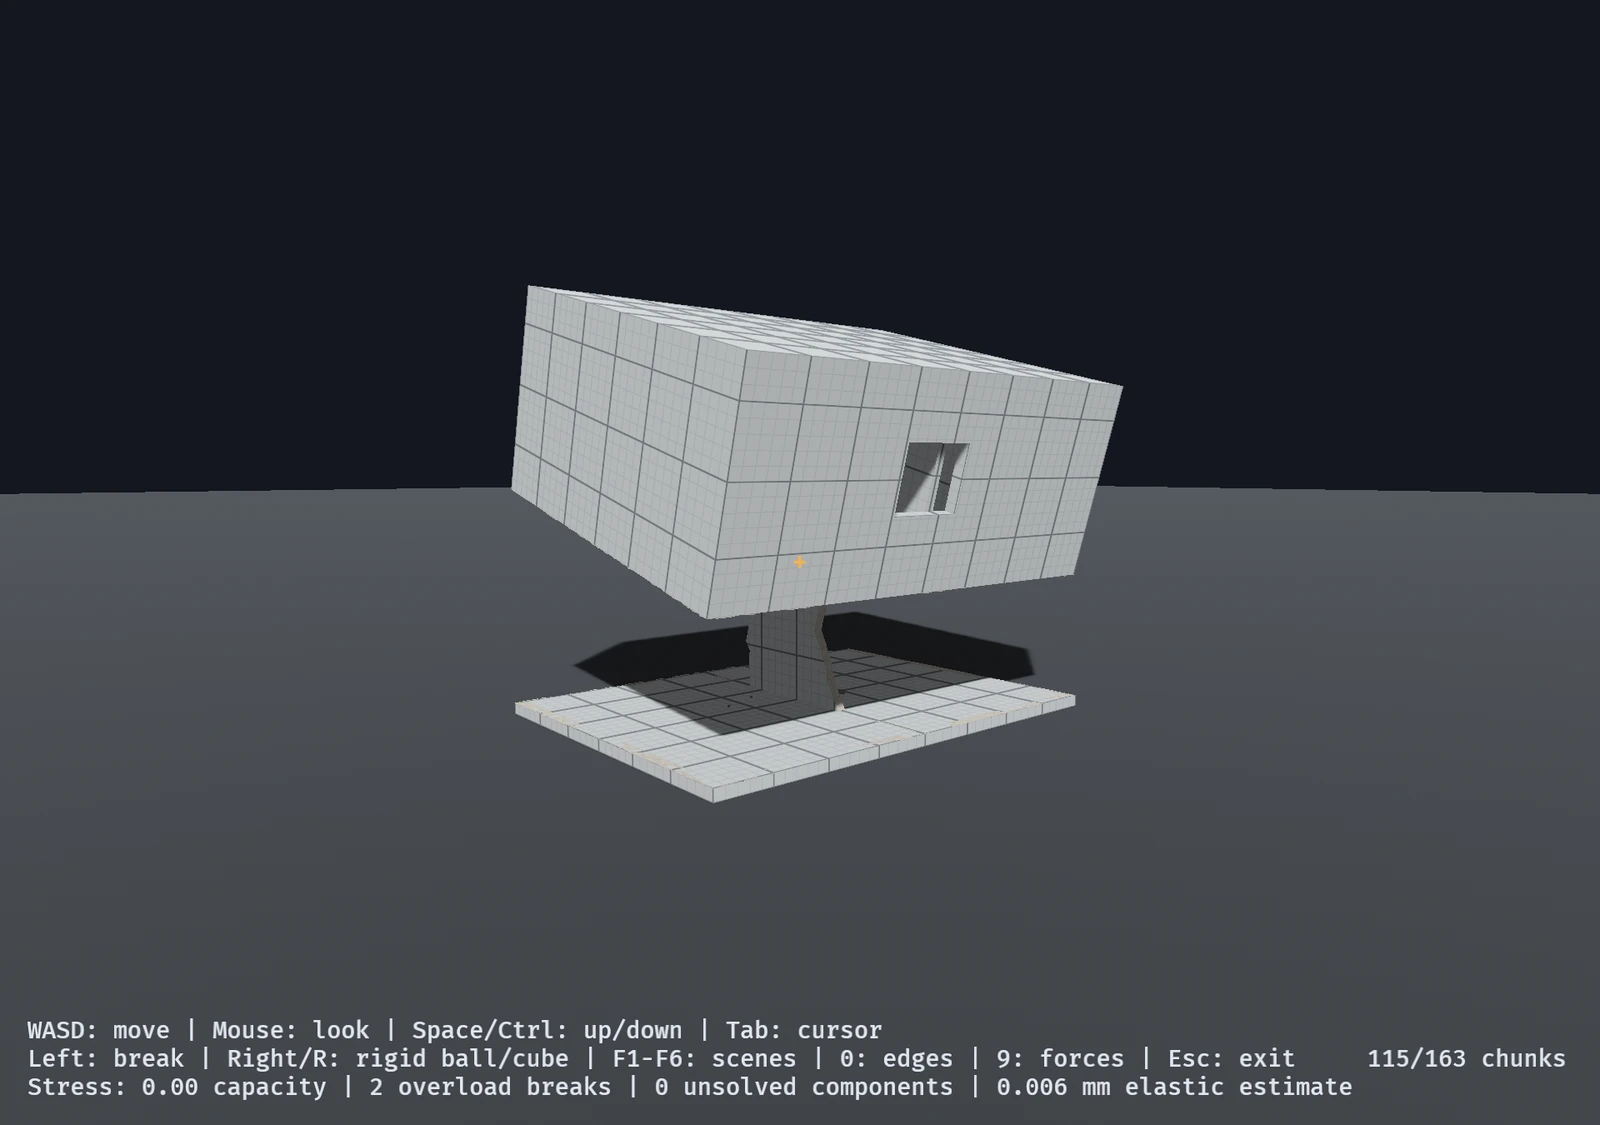 WASD: move | Mouse: look | Space/Ctrl: up/down | Tab: cursor
Left: break | Right/R: rigid ball/cube | F1-F6: scenes | 0: edges | 9: forces | Esc: exit 115/163 chunks
Stress: 0.00 capacity | 2 overload breaks | 0 unsolved components | 0.006 mm elastic estimate